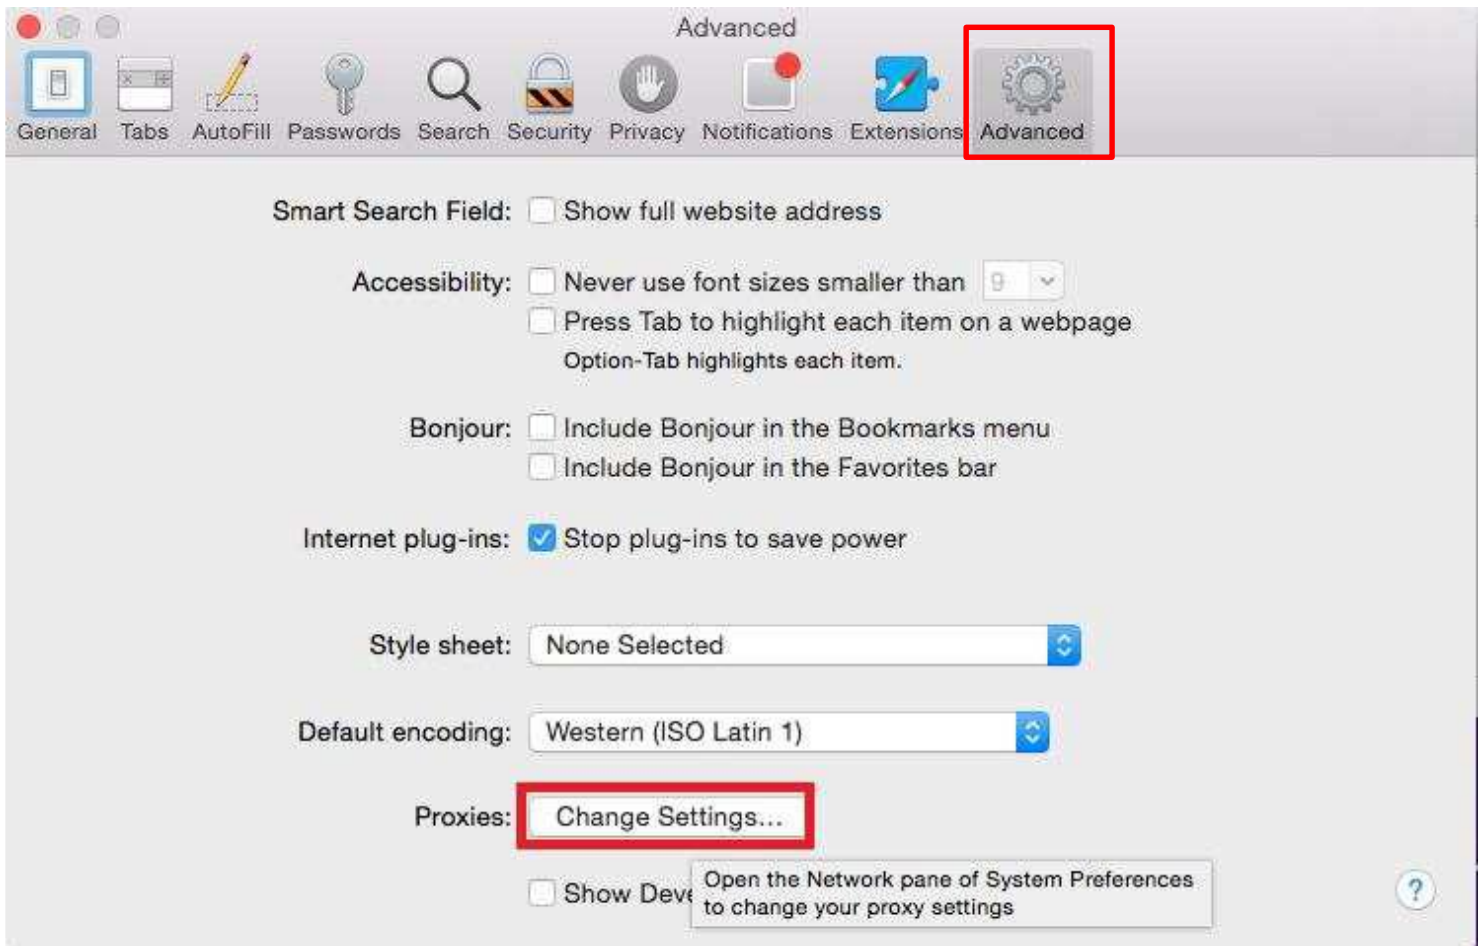 Advanced
General Tabs AutoFill Passwords Search Security Privacy Notifications Extensions Advanced
Smart Search Field: Show full website address
Accessibility: Never use font sizes smaller than 9
Press Tab to highlight each item on a webpage
Option-Tab highlights each item.
Bonjour: Include Bonjour in the Bookmarks menu
Include Bonjour in the Favorites bar
Internet plug-ins: Stop plug-ins to save power
Style sheet: None Selected
Default encoding: Western (ISO Latin 1)
Proxies: Change Settings...
Open the Network pane of System Preferences
Show Deve to change your proxy settings
?